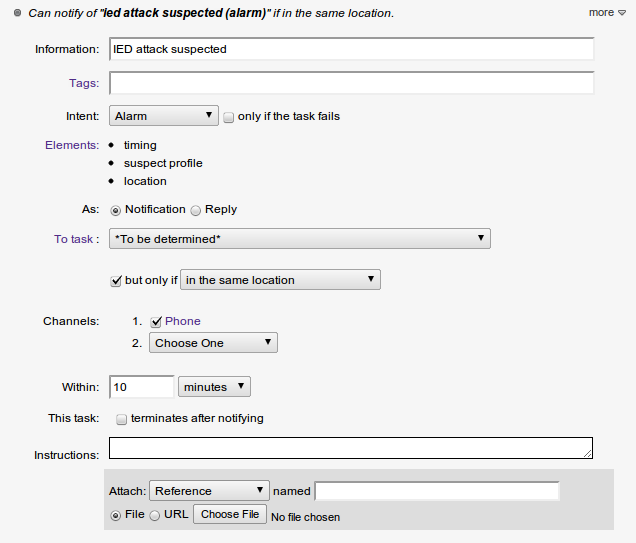 Can notify of "Ied attack suspected (alarm)" if in the same location. more
Information: IED attack suspected
Tags:
Intent: Alarm only if the task fails
Elements: timing
suspect profile
location
As: Notification Reply
To task : *To be determined*
but only if in the same location
Channels: 1. Phone
2. Choose One
Within: 10 minutes
This task: terminates after notifying
Instructions:
Attach: Reference named
File URL Choose File No file chosen